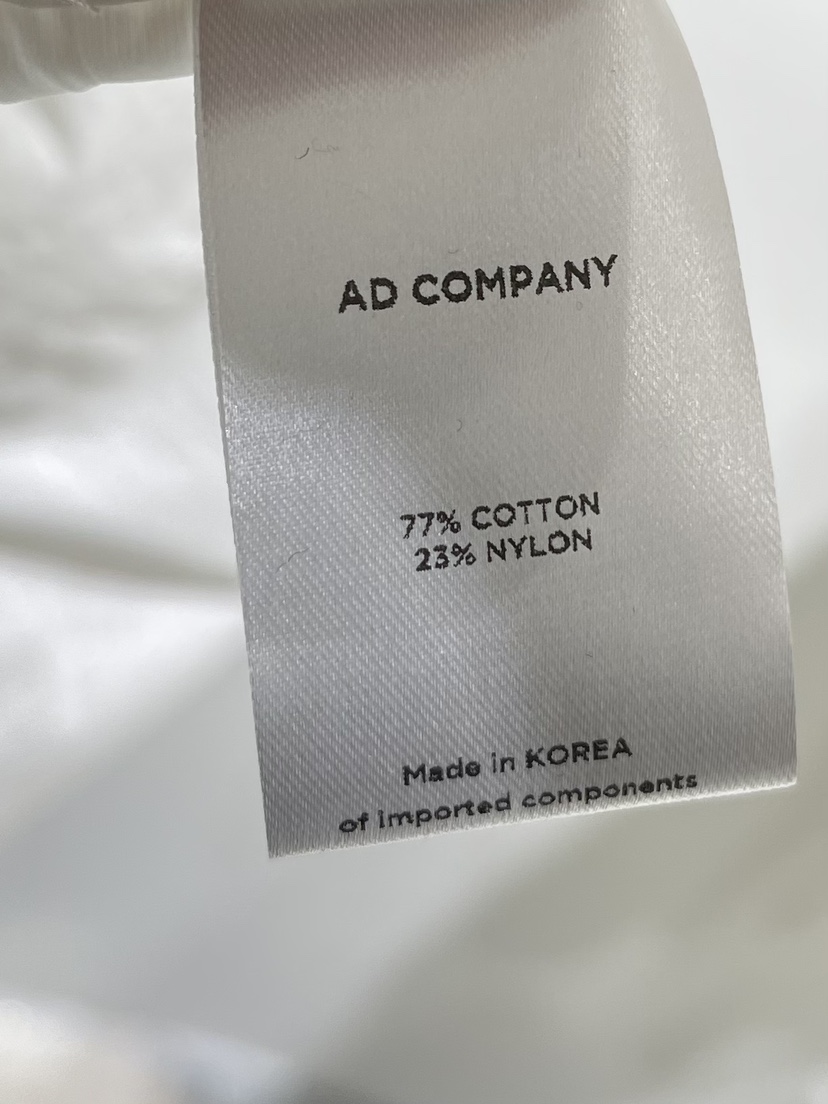 AD COMPANY
77% COTTON
23% NYLON
Made in KOREA
of imported components